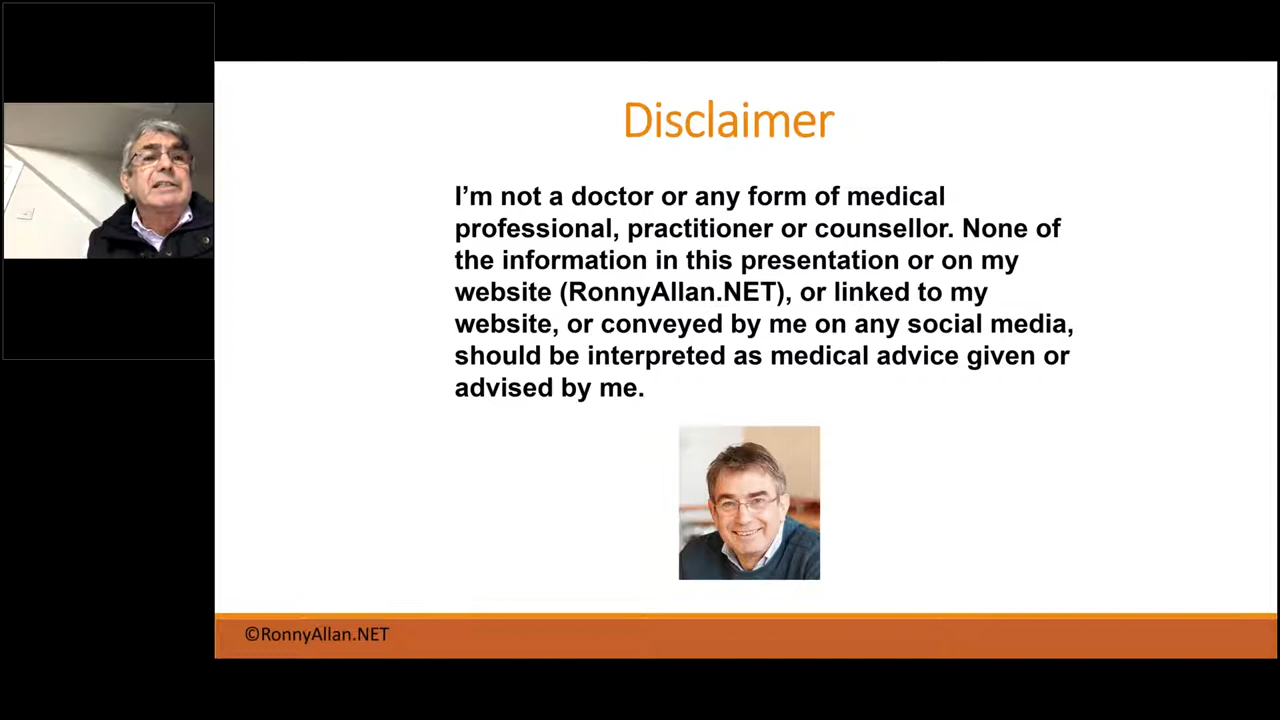 Disclaimer
I’m not a doctor or any form of medical
professional, practitioner or counsellor. None of
the information in this presentation or on my
website (RonnyAllan.NET), or linked to my
website, or conveyed by me on any social media,
should be interpreted as medical advice given or
advised by me.
©RonnyAllan.NET